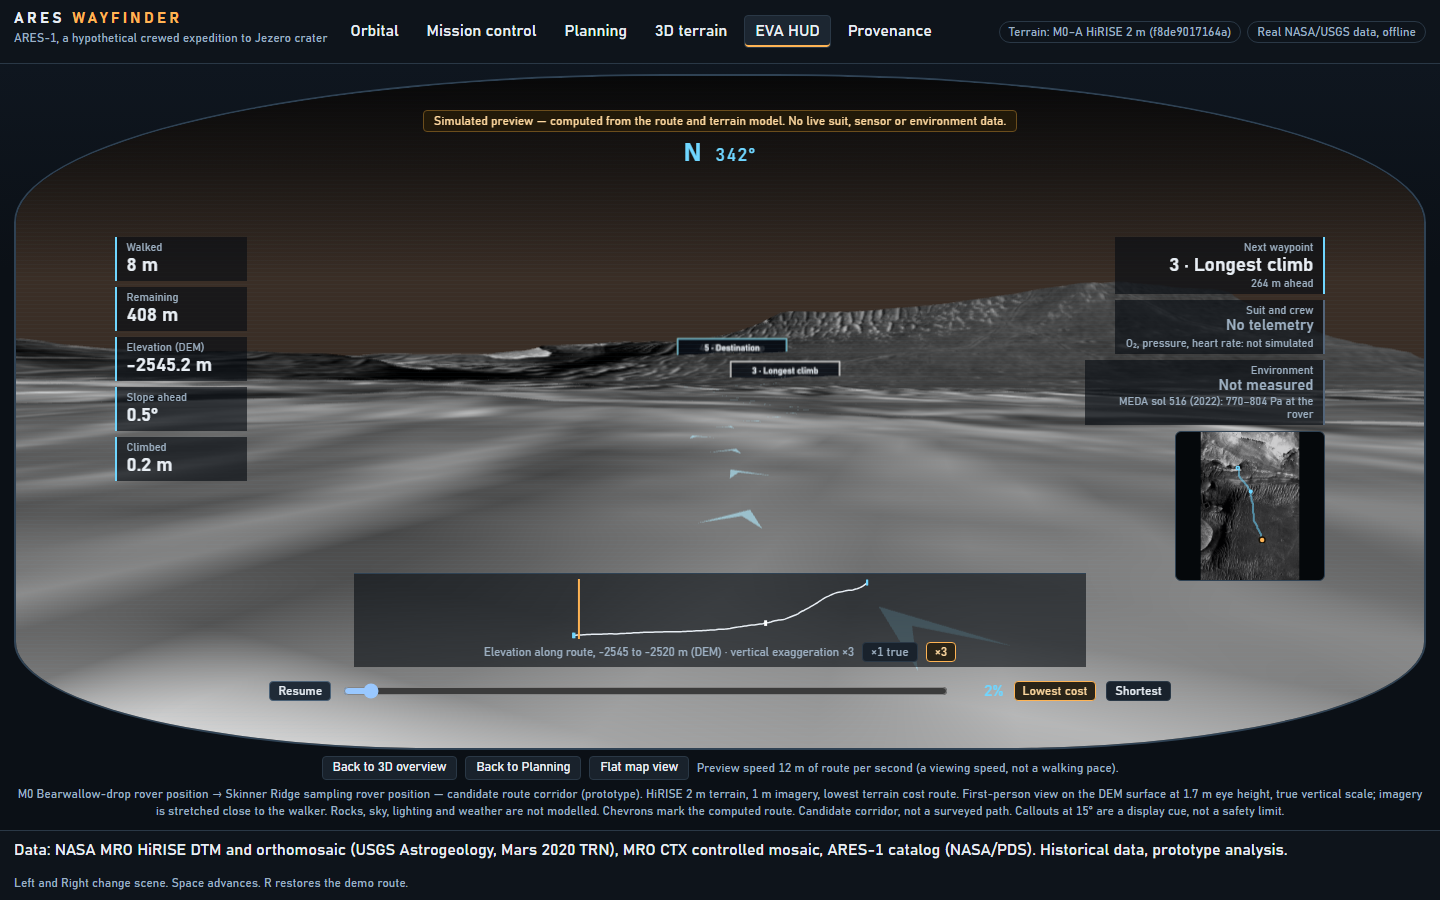 ARES WAYFINDER
ARES-1, a hypothetical crewed expedition to Jezero crater
Orbital
Mission control
Planning
3D terrain
EVA HUD
Provenance
Terrain: M0–A HiRISE 2 m (f8de9017164a)
Real NASA/USGS data, offline
Simulated preview — computed from the route and terrain model. No live suit, sensor or environment data.
N 342°
Walked
8 m
Remaining
408 m
Elevation (DEM)
−2545.2 m
Slope ahead
0.5°
Climbed
0.2 m
Next waypoint
3 · Longest climb
264 m ahead
Suit and crew
No telemetry
O₂, pressure, heart rate: not simulated
Environment
Not measured
MEDA sol 516 (2022): 770–804 Pa at the
rover
5 · Destination
3 · Longest climb
Elevation along route, −2545 to −2520 m (DEM) · vertical exaggeration ×3
×1 true
×3
Resume
2%
Lowest cost
Shortest
Back to 3D overview
Back to Planning
Flat map view
Preview speed 12 m of route per second (a viewing speed, not a walking pace).
M0 Bearwallow-drop rover position → Skinner Ridge sampling rover position — candidate route corridor (prototype). HiRISE 2 m terrain, 1 m imagery, lowest terrain cost route. First-person view on the DEM surface at 1.7 m eye height, true vertical scale; imagery
is stretched close to the walker. Rocks, sky, lighting and weather are not modelled. Chevrons mark the computed route. Candidate corridor, not a surveyed path. Callouts at 15° are a display cue, not a safety limit.
Data: NASA MRO HiRISE DTM and orthomosaic (USGS Astrogeology, Mars 2020 TRN), MRO CTX controlled mosaic, ARES-1 catalog (NASA/PDS). Historical data, prototype analysis.
Left and Right change scene. Space advances. R restores the demo route.